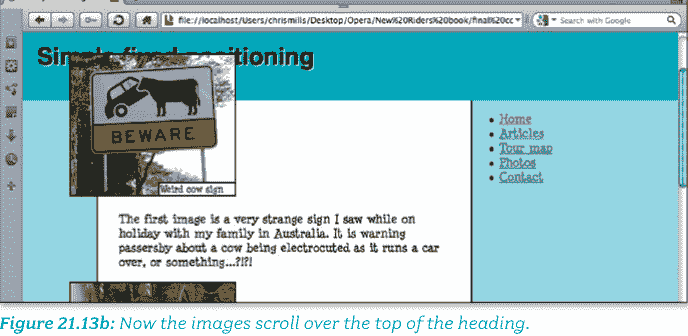 file://localhost/Users/chrismills/Desktop/Opera/New%20Riders%20book/final%20cc
Search with Google
Simple fixed positioning
BEWARE
Weird cow sign
Home
Articles
Tour map
Photos
Contact
The first image is a very strange sign I saw while on
holiday with my family in Australia. It is warning
passersby about a cow being electrocuted as it runs a car
over, or something...?!?!
Figure 21.13b: Now the images scroll over the top of the heading.